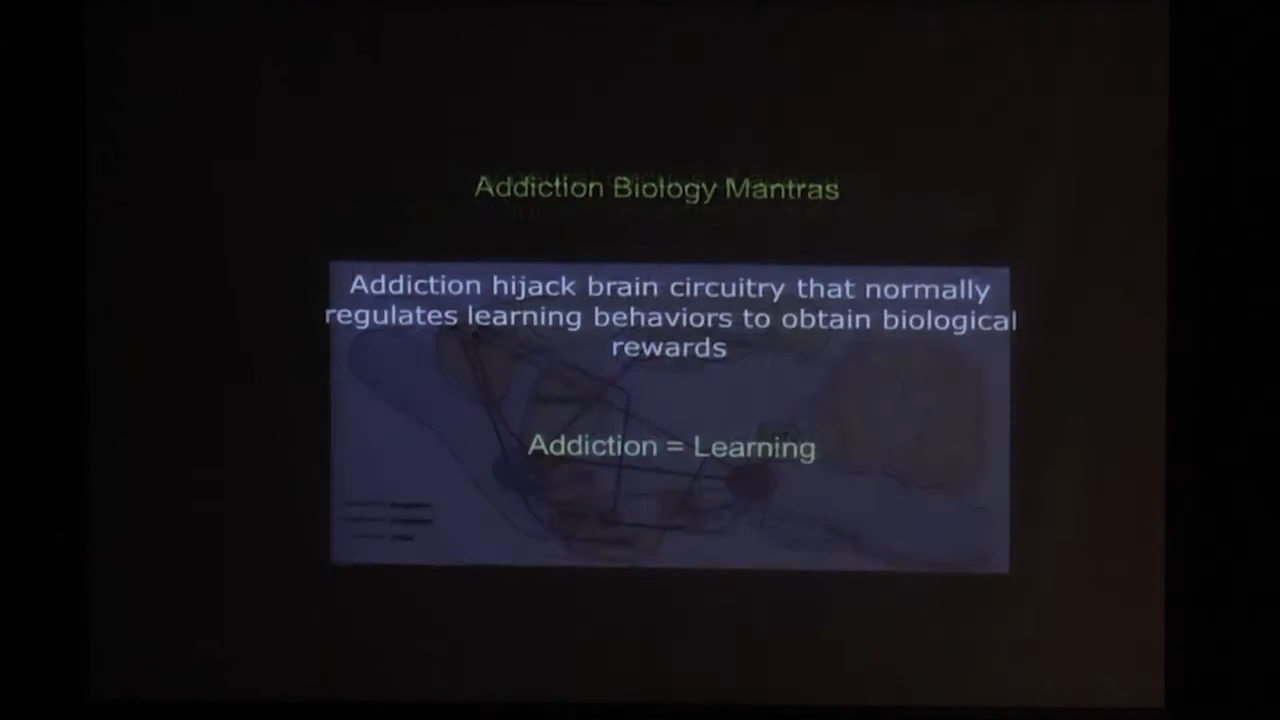 Addiction Biology Mantras
Addiction hijack brain circuitry that normally
regulates learning behaviors to obtain biological
rewards
Addiction = Learning